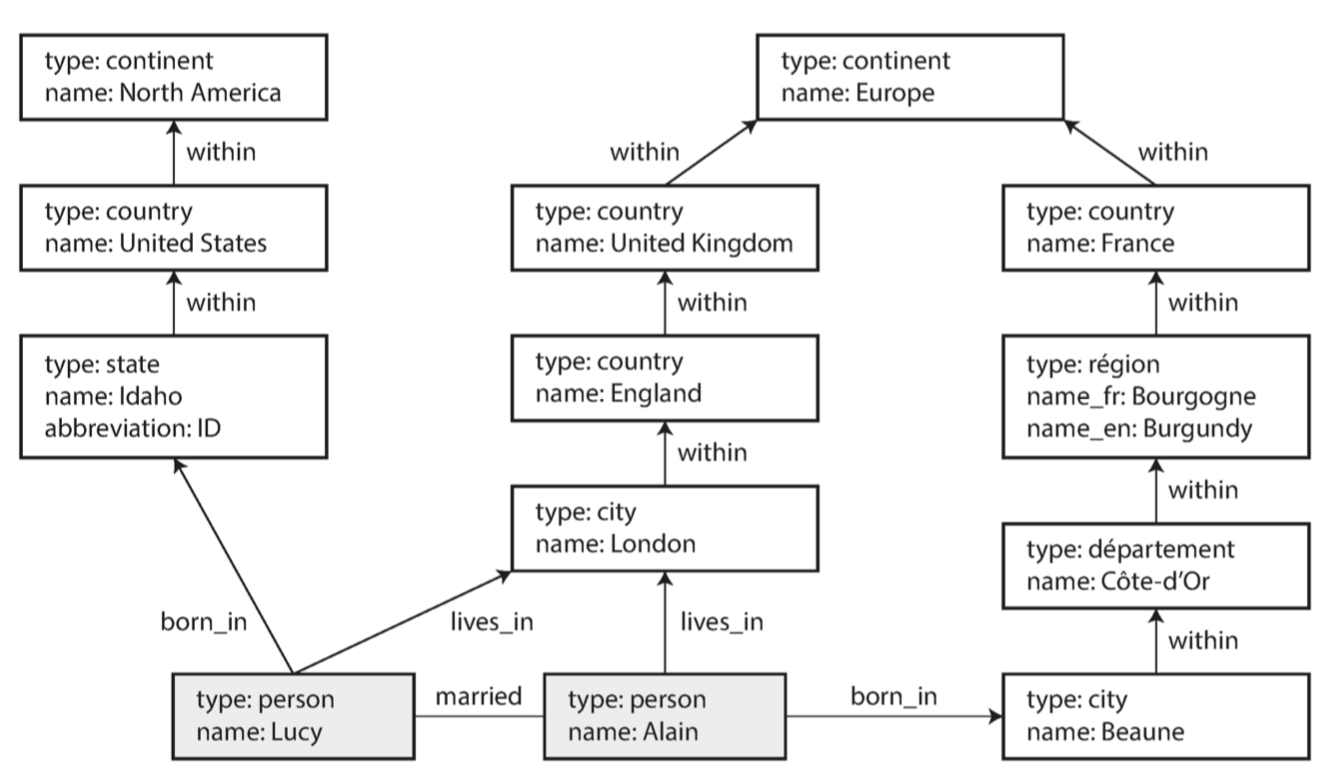 type: continent
name: North America
type: continent
name: Europe
within
within
within
type: country
name: United States
type: country
name: United Kingdom
type: country
name: France
within
within
within
type: state
name: Idaho
abbreviation: ID
type: country
name: England
type: région
name_fr: Bourgogne
name_en: Burgundy
within
within
type: city
name: London
type: département
name: Côte-d’Or
born_in
lives_in
lives_in
within
type: person
name: Lucy
married
type: person
name: Alain
born_in
type: city
name: Beaune